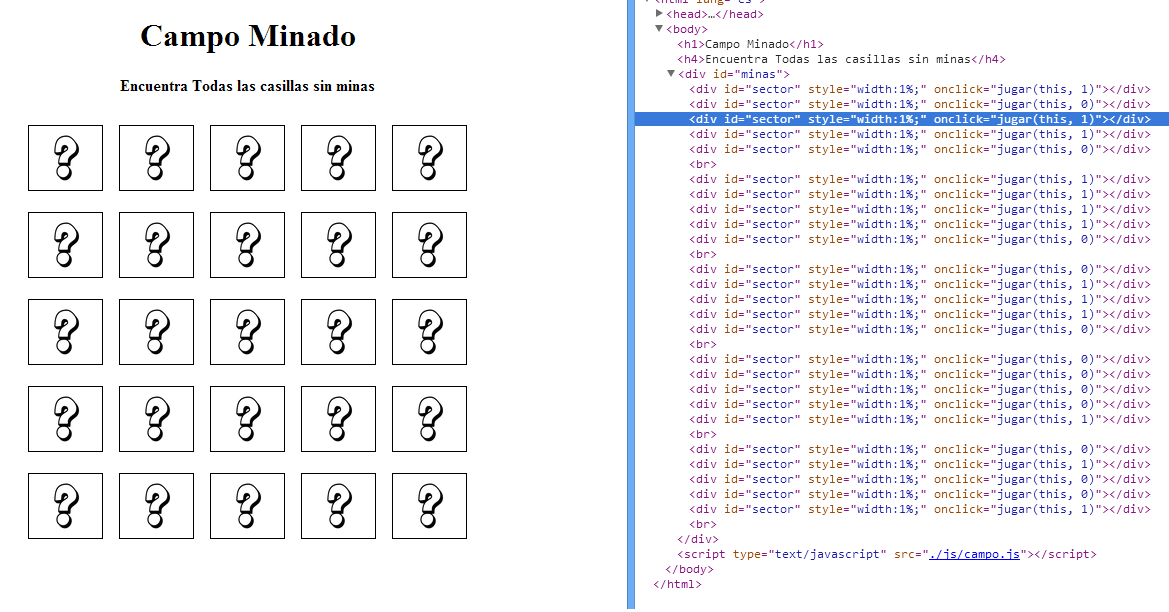 Campo Minado
Encuentra Todas las casillas sin minas
? ? ? ? ?
? ? ? ? ?
? ? ? ? ?
? ? ? ? ?
? ? ? ? ?
<head>…</head>
<body>
<h1>Campo Minado</h1>
<h4>Encuentra Todas las casillas sin minas</h4>
<div id="minas">
<div id="sector" style="width:1%;" onclick="jugar(this, 1)"></div>
<div id="sector" style="width:1%;" onclick="jugar(this, 0)"></div>
<div id="sector" style="width:1%;" onclick="jugar(this, 1)"></div>
<div id="sector" style="width:1%;" onclick="jugar(this, 1)"></div>
<div id="sector" style="width:1%;" onclick="jugar(this, 0)"></div>
<br>
<div id="sector" style="width:1%;" onclick="jugar(this, 1)"></div>
<div id="sector" style="width:1%;" onclick="jugar(this, 1)"></div>
<div id="sector" style="width:1%;" onclick="jugar(this, 1)"></div>
<div id="sector" style="width:1%;" onclick="jugar(this, 1)"></div>
<div id="sector" style="width:1%;" onclick="jugar(this, 0)"></div>
<br>
<div id="sector" style="width:1%;" onclick="jugar(this, 0)"></div>
<div id="sector" style="width:1%;" onclick="jugar(this, 1)"></div>
<div id="sector" style="width:1%;" onclick="jugar(this, 1)"></div>
<div id="sector" style="width:1%;" onclick="jugar(this, 1)"></div>
<div id="sector" style="width:1%;" onclick="jugar(this, 0)"></div>
<br>
<div id="sector" style="width:1%;" onclick="jugar(this, 0)"></div>
<div id="sector" style="width:1%;" onclick="jugar(this, 0)"></div>
<div id="sector" style="width:1%;" onclick="jugar(this, 0)"></div>
<div id="sector" style="width:1%;" onclick="jugar(this, 0)"></div>
<div id="sector" style="width:1%;" onclick="jugar(this, 1)"></div>
<br>
<div id="sector" style="width:1%;" onclick="jugar(this, 0)"></div>
<div id="sector" style="width:1%;" onclick="jugar(this, 1)"></div>
<div id="sector" style="width:1%;" onclick="jugar(this, 0)"></div>
<div id="sector" style="width:1%;" onclick="jugar(this, 0)"></div>
<div id="sector" style="width:1%;" onclick="jugar(this, 1)"></div>
<br>
</div>
<script type="text/javascript" src="./js/campo.js"></script>
</body>
</html>